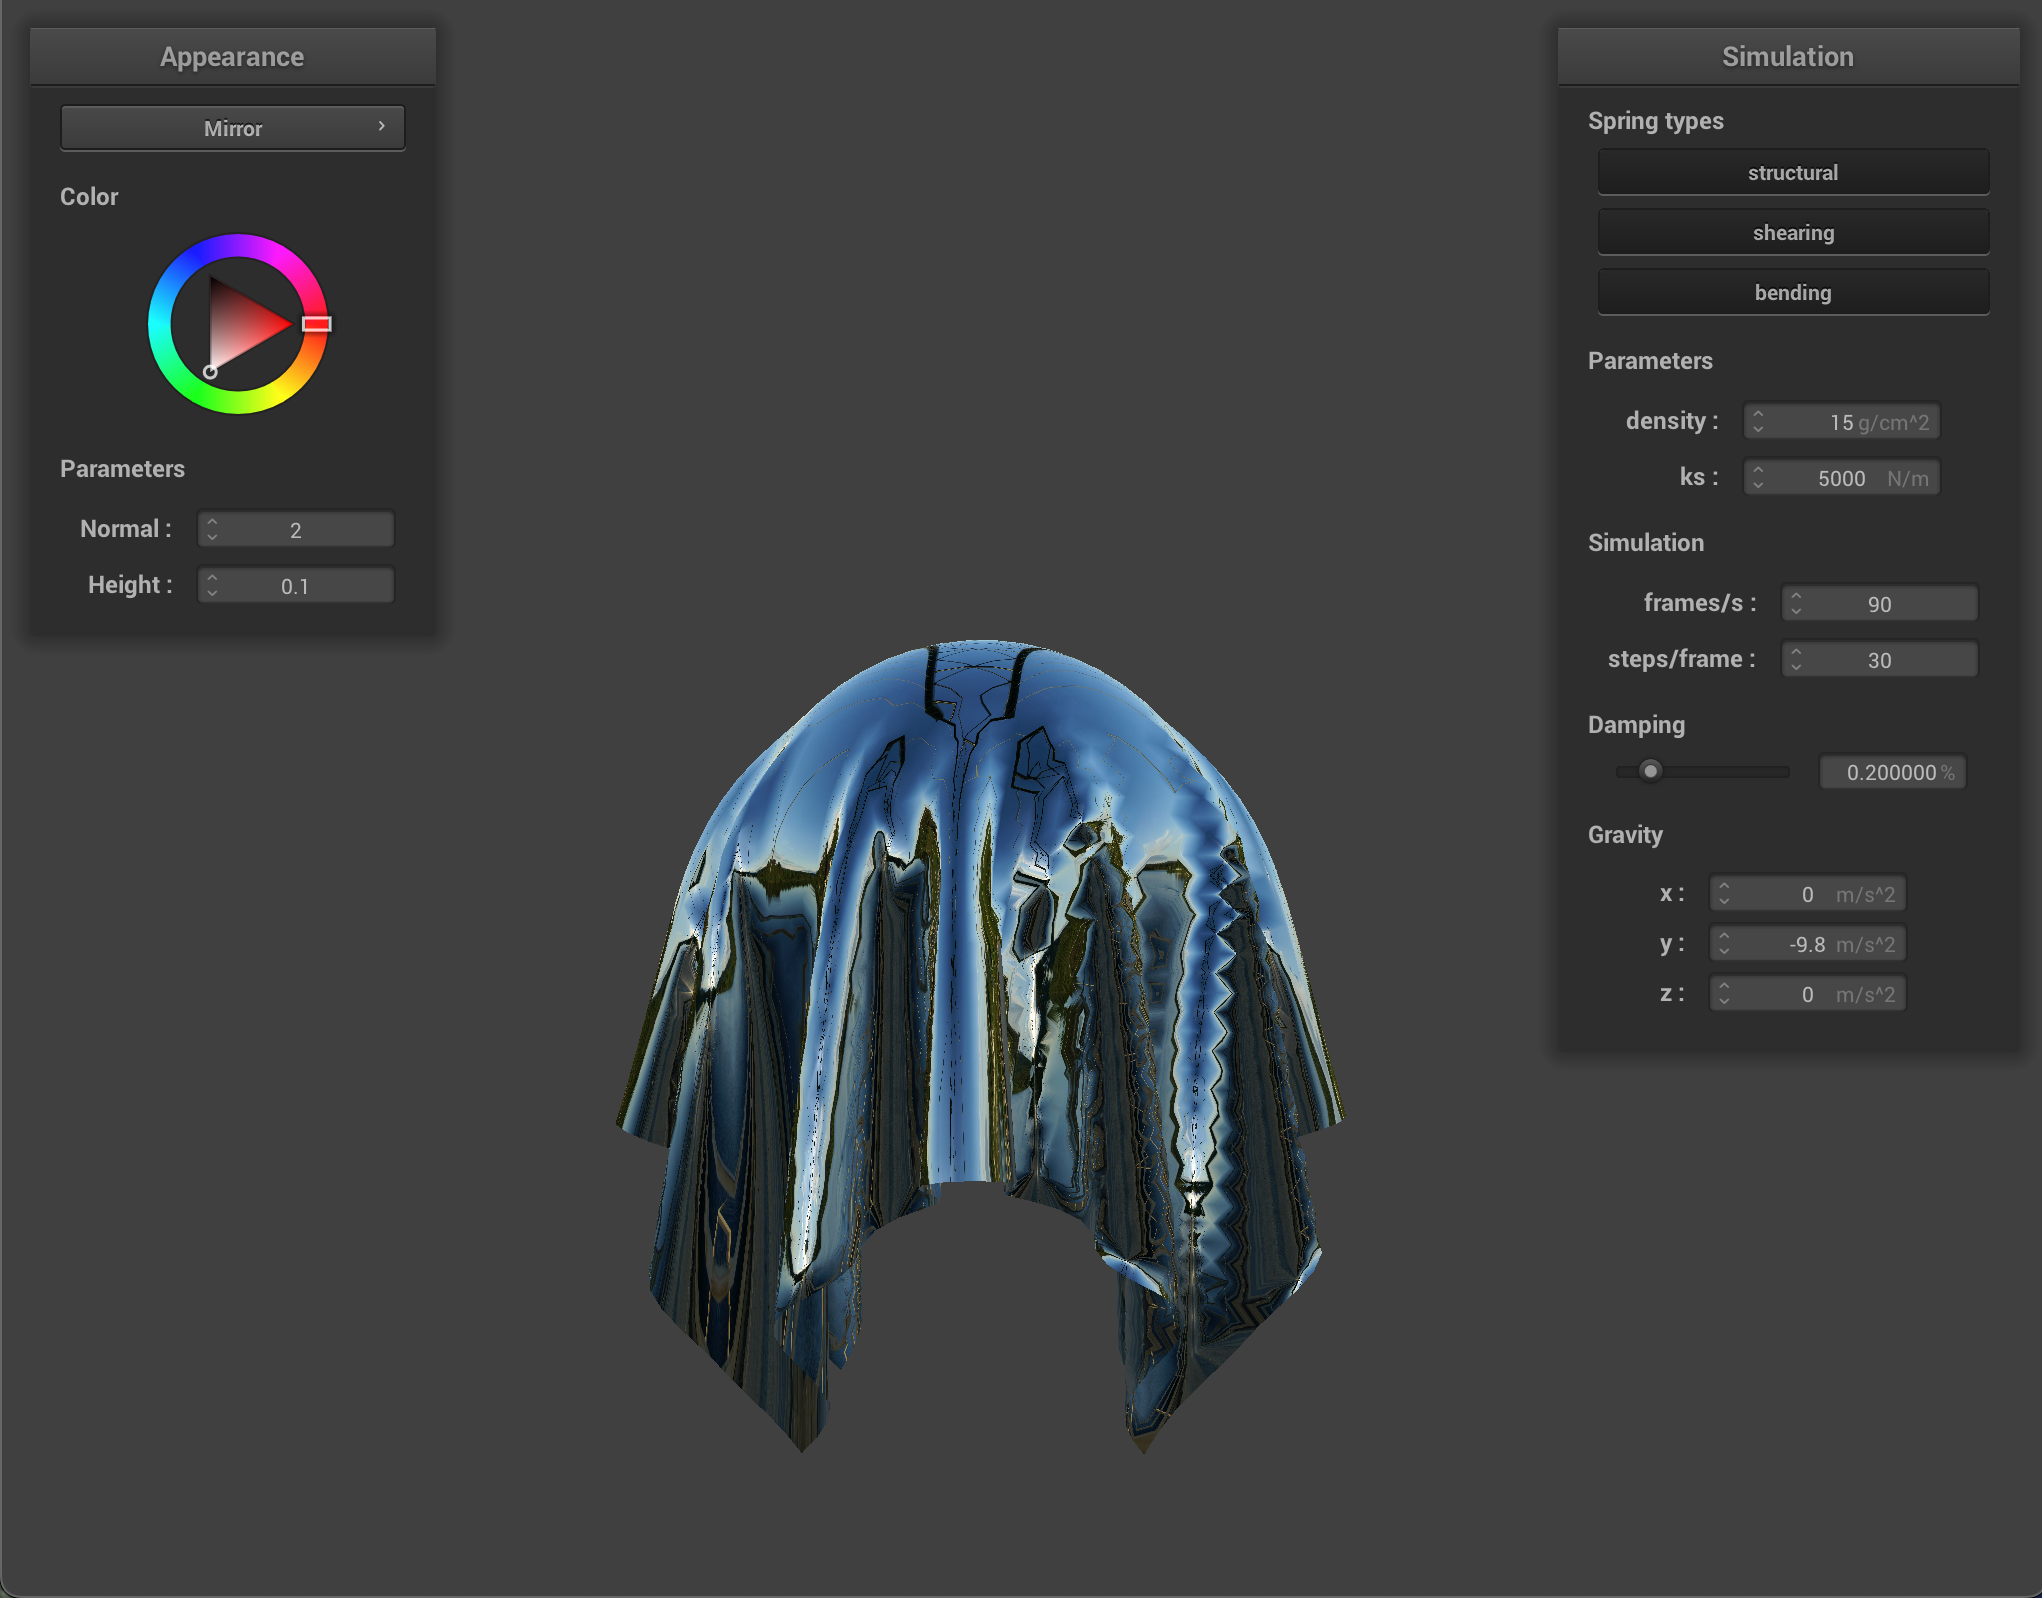 Appearance
Mirror
Color
Parameters
Normal : 2
Height : 0.1
Simulation
Spring types
structural
shearing
bending
Parameters
density : 15 g/cm^2
ks : 5000 N/m
Simulation
frames/s : 90
steps/frame : 30
Damping
0.200000 %
Gravity
x : 0 m/s^2
y : -9.8 m/s^2
z : 0 m/s^2